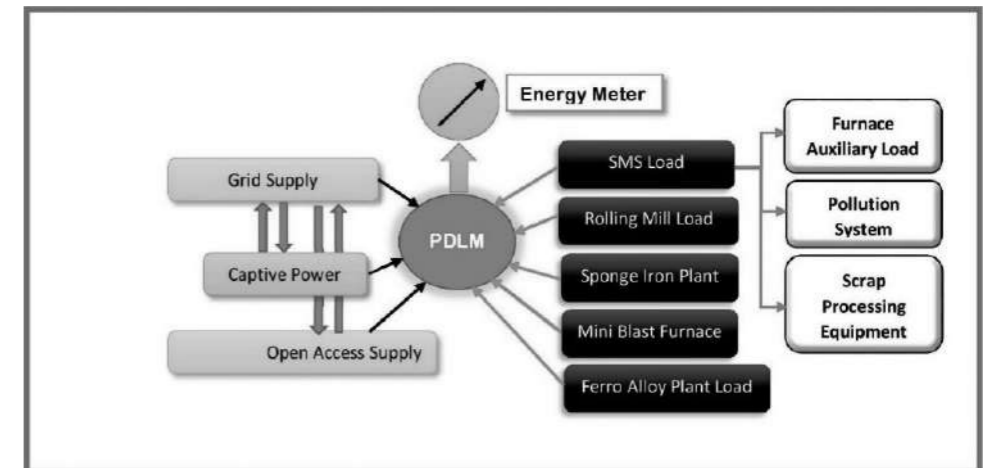 Energy Meter
Furnace
Auxiliary Load
SMS Load
Grid Supply
Rolling Mill Load
Pollution
System
PDLM
Captive Power
Sponge Iron Plant
Scrap
Processing
Equipment
Mini Blast Furnace
Open Access Supply
Ferro Alloy Plant Load